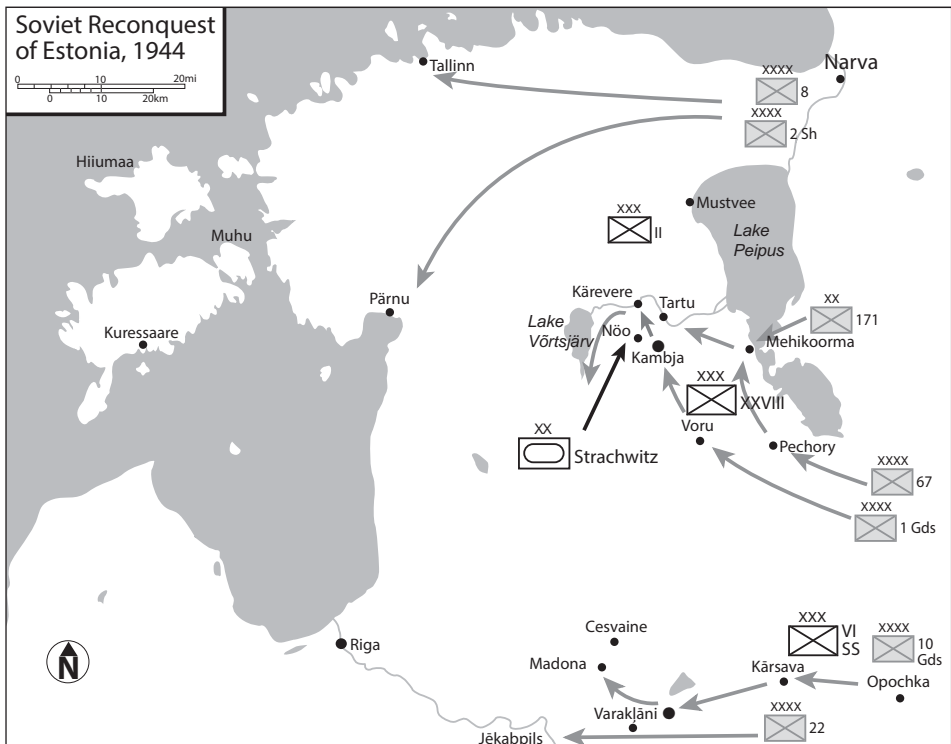 Soviet Reconquest
of Estonia, 1944
0 10 20mi
0 10 20km
Tallinn
Narva
XXXX
8
XXXX
2 Sh
Hiiumaa
Mustvee
Muhu
XXX
II
Lake
Peipus
Kärevere
Tartu
Pärnu
XX
171
Kuressaare
Lake
Võrtsjärv
Nöo
Kambja
Mehikoorma
XXX
XXVIII
Voru
XX
Strachwitz
Pechory
XXXX
67
XXXX
1 Gds
Cesvaine
XXX
VI
SS
XXXX
10
Gds
N
Riga
Madona
Kārsava
Opochka
Varakļāni
XXXX
22
Jēkabpils